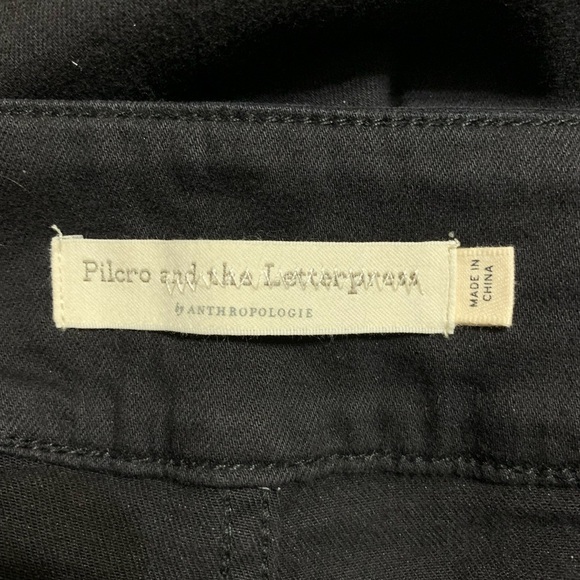 Pilcro and the Letterpress
by ANTHROPOLOGIE
MADE IN
CHINA